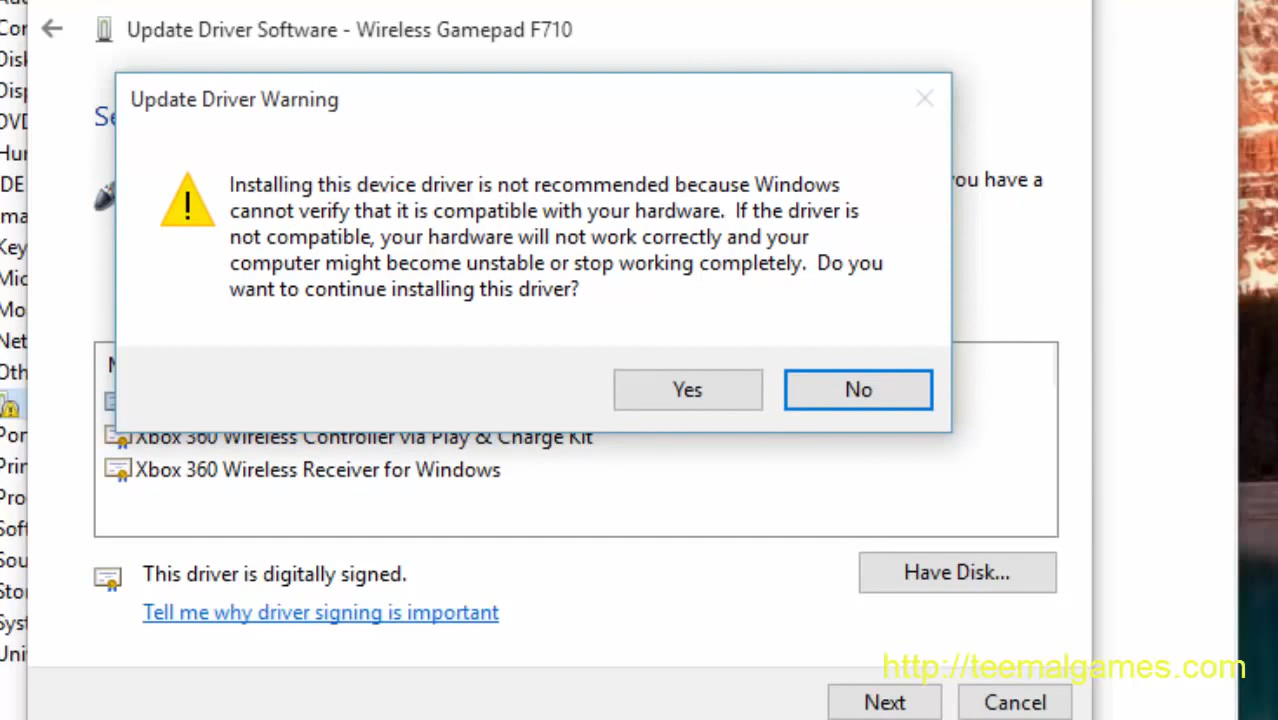 Update Driver Software - Wireless Gamepad F710
Update Driver Warning
Installing this device driver is not recommended because Windows
cannot verify that it is compatible with your hardware. If the driver is
not compatible, your hardware will not work correctly and your
computer might become unstable or stop working completely. Do you
want to continue installing this driver?
you have a
Yes
No
Xbox 360 Wireless Controller via Play & Charge Kit
Xbox 360 Wireless Receiver for Windows
This driver is digitally signed.
Have Disk...
Tell me why driver signing is important
http://teemalgames.com
Next
Cancel